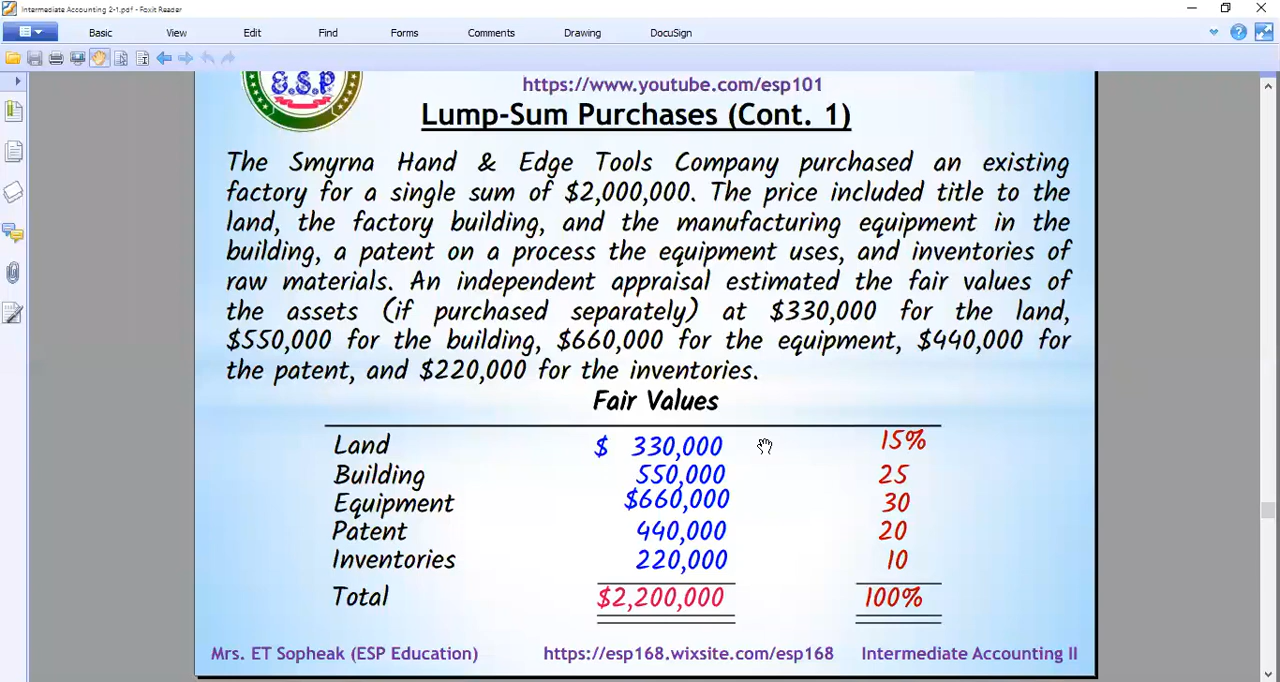 Intermediate Accounting 2-1.pdf - Foxit Reader
Basic View Edit Find Forms Comments Drawing DocuSign
E.S.P
https://www.youtube.com/esp101
Lump-Sum Purchases (Cont. 1)
The Smyrna Hand & Edge Tools Company purchased an existing
factory for a single sum of $2,000,000. The price included title to the
land, the factory building, and the manufacturing equipment in the
building, a patent on a process the equipment uses, and inventories of
raw materials. An independent appraisal estimated the fair values of
the assets (if purchased separately) at $330,000 for the land,
$550,000 for the building, $660,000 for the equipment, $440,000 for
the patent, and $220,000 for the inventories.
Fair Values
Land $ 330,000 15%
Building 550,000 25
Equipment $660,000 30
Patent 440,000 20
Inventories 220,000 10
Total $2,200,000 100%
Mrs. ET Sopheak (ESP Education) https://esp168.wixsite.com/esp168 Intermediate Accounting II